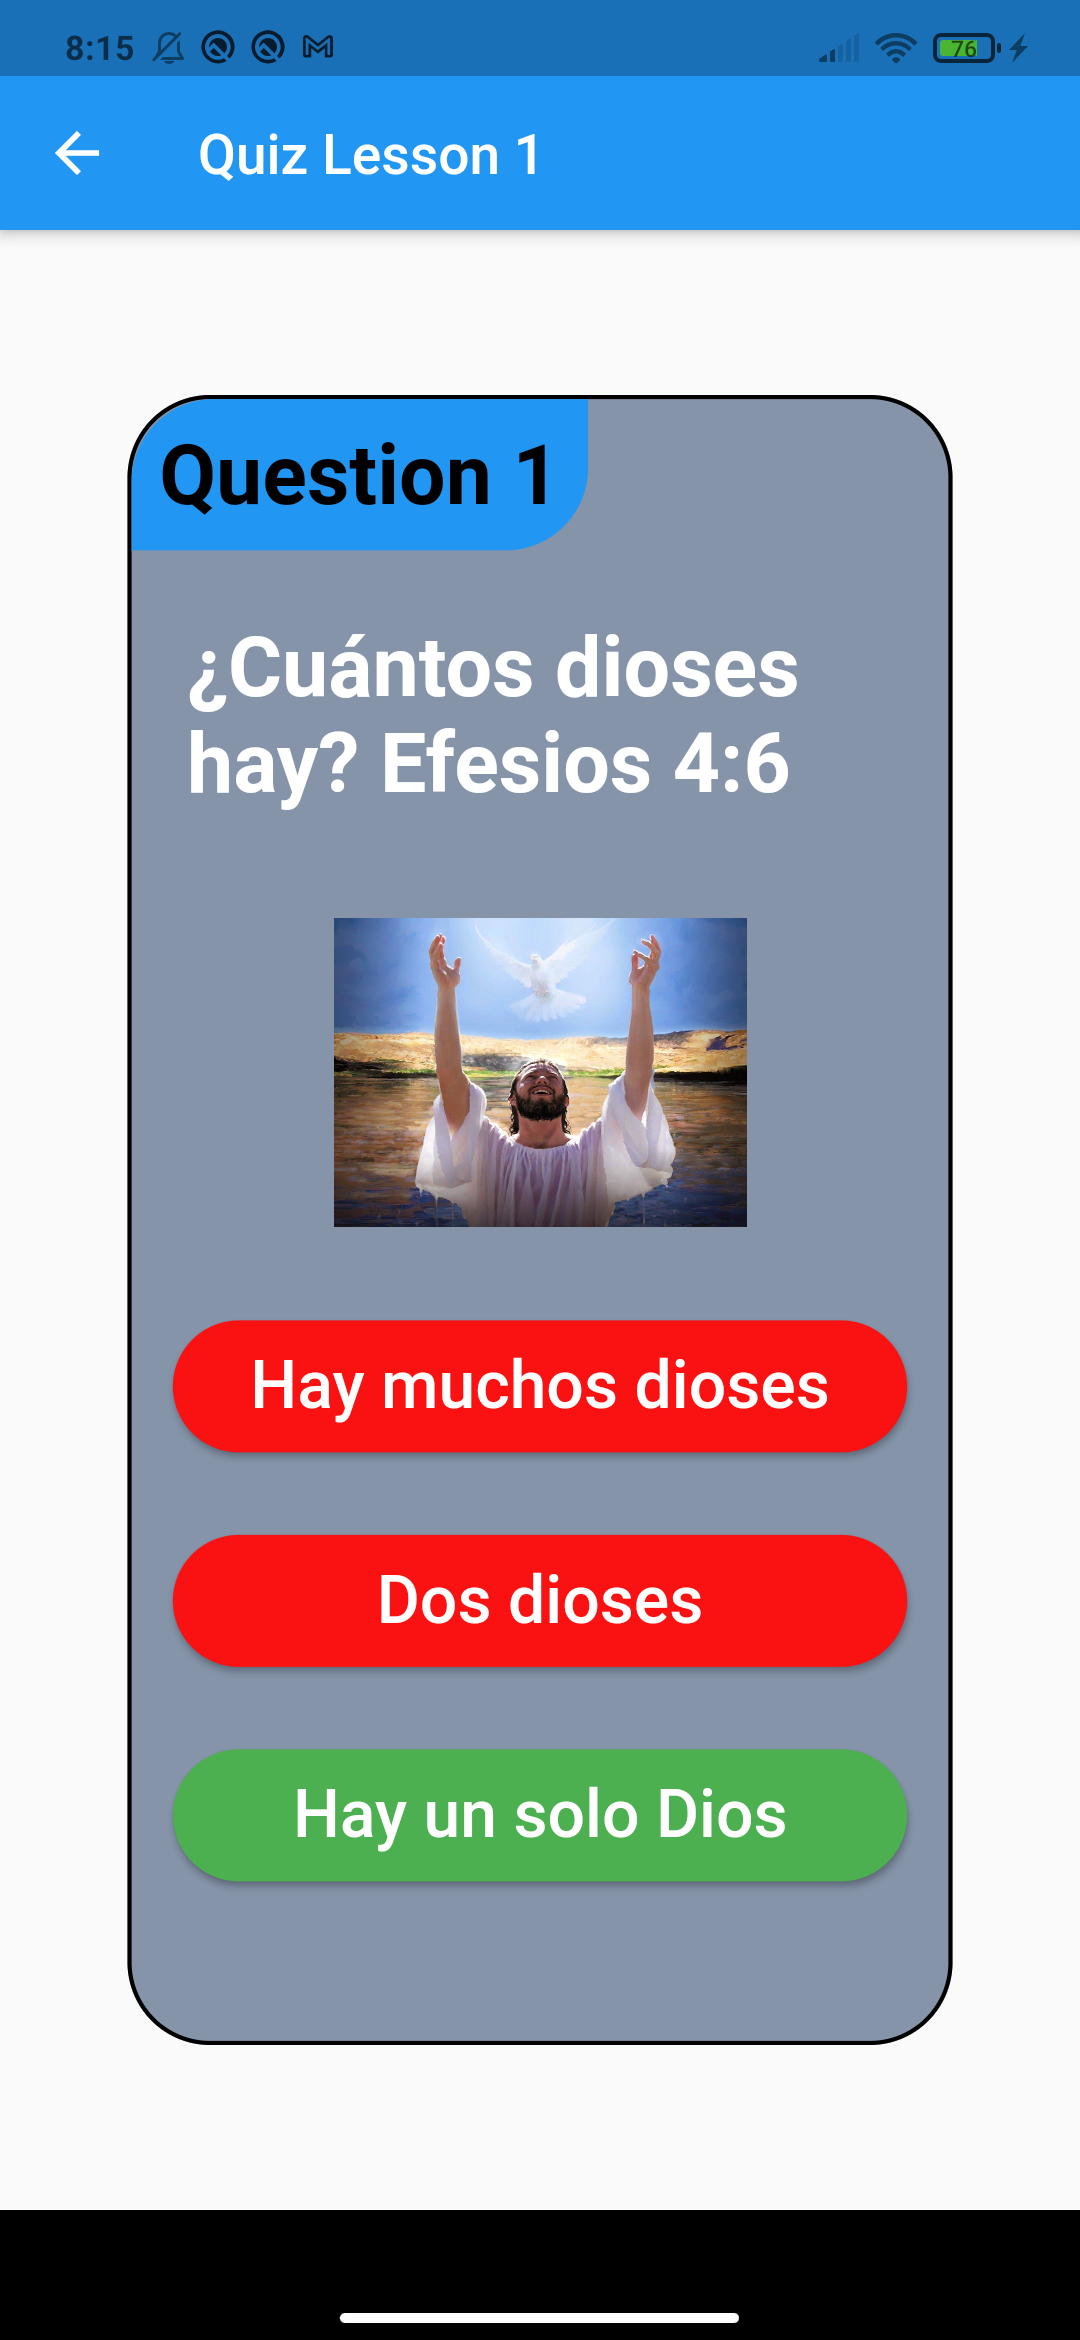 8:15
76
Quiz Lesson 1
Question 1
¿Cuántos dioses
hay? Efesios 4:6
Hay muchos dioses
Dos dioses
Hay un solo Dios